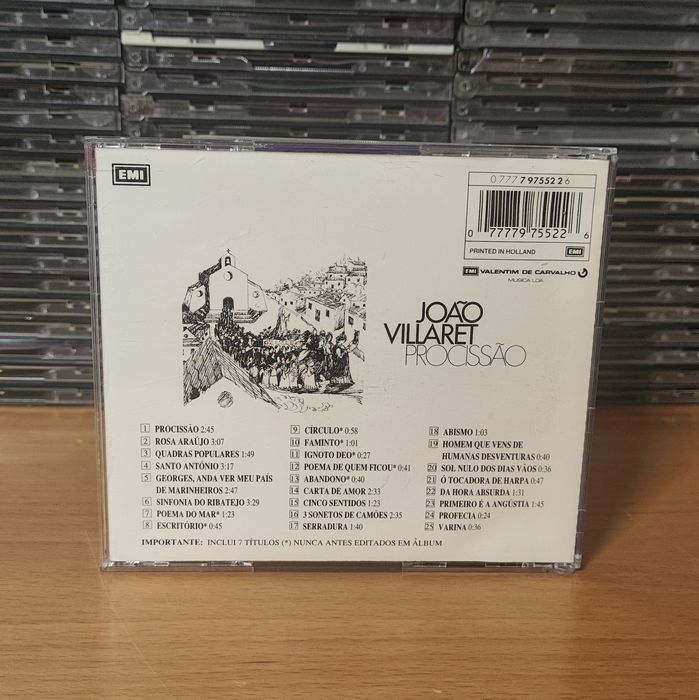 EMI
0 777 7 97552 2 6
0 77779 75522 6
PRINTED IN HOLLAND
EMI
EMI VALENTIM DE CARVALHO
MUSICA LDA.
JOÃO
VILLARET
PROCISSÃO
1 PROCISSÃO 2:45
2 ROSA ARAÚJO 3:07
3 QUADRAS POPULARES 1:49
4 SANTO ANTÓNIO 3:17
5 GEORGES, ANDA VER MEU PAÍS
DE MARINHEIROS 2:47
6 SINFONIA DO RIBATEJO 3:29
7 POEMA DO MAR* 1:23
8 ESCRITÓRIO* 0:45
9 CÍRCULO* 0:58
10 FAMINTO* 1:01
11 IGNOTO DEO* 0:27
12 POEMA DE QUEM FICOU* 0:41
13 ABANDONO* 0:40
14 CARTA DE AMOR 2:33
15 CINCO SENTIDOS 1:23
16 3 SONETOS DE CAMÕES 2:35
17 SERRADURA 1:40
18 ABISMO 1:03
19 HOMEM QUE VENS DE
HUMANAS DESVENTURAS 0:40
20 SOL NULO DOS DIAS VÃOS 0:36
21 Ó TOCADORA DE HARPA 0:47
22 DA HORA ABSURDA 1:31
23 PRIMEIRO É A ANGÚSTIA 1:45
24 PROFECIA 0:24
25 VARINA 0:36
IMPORTANTE: INCLUI 7 TÍTULOS (*) NUNCA ANTES EDITADOS EM ÁLBUM